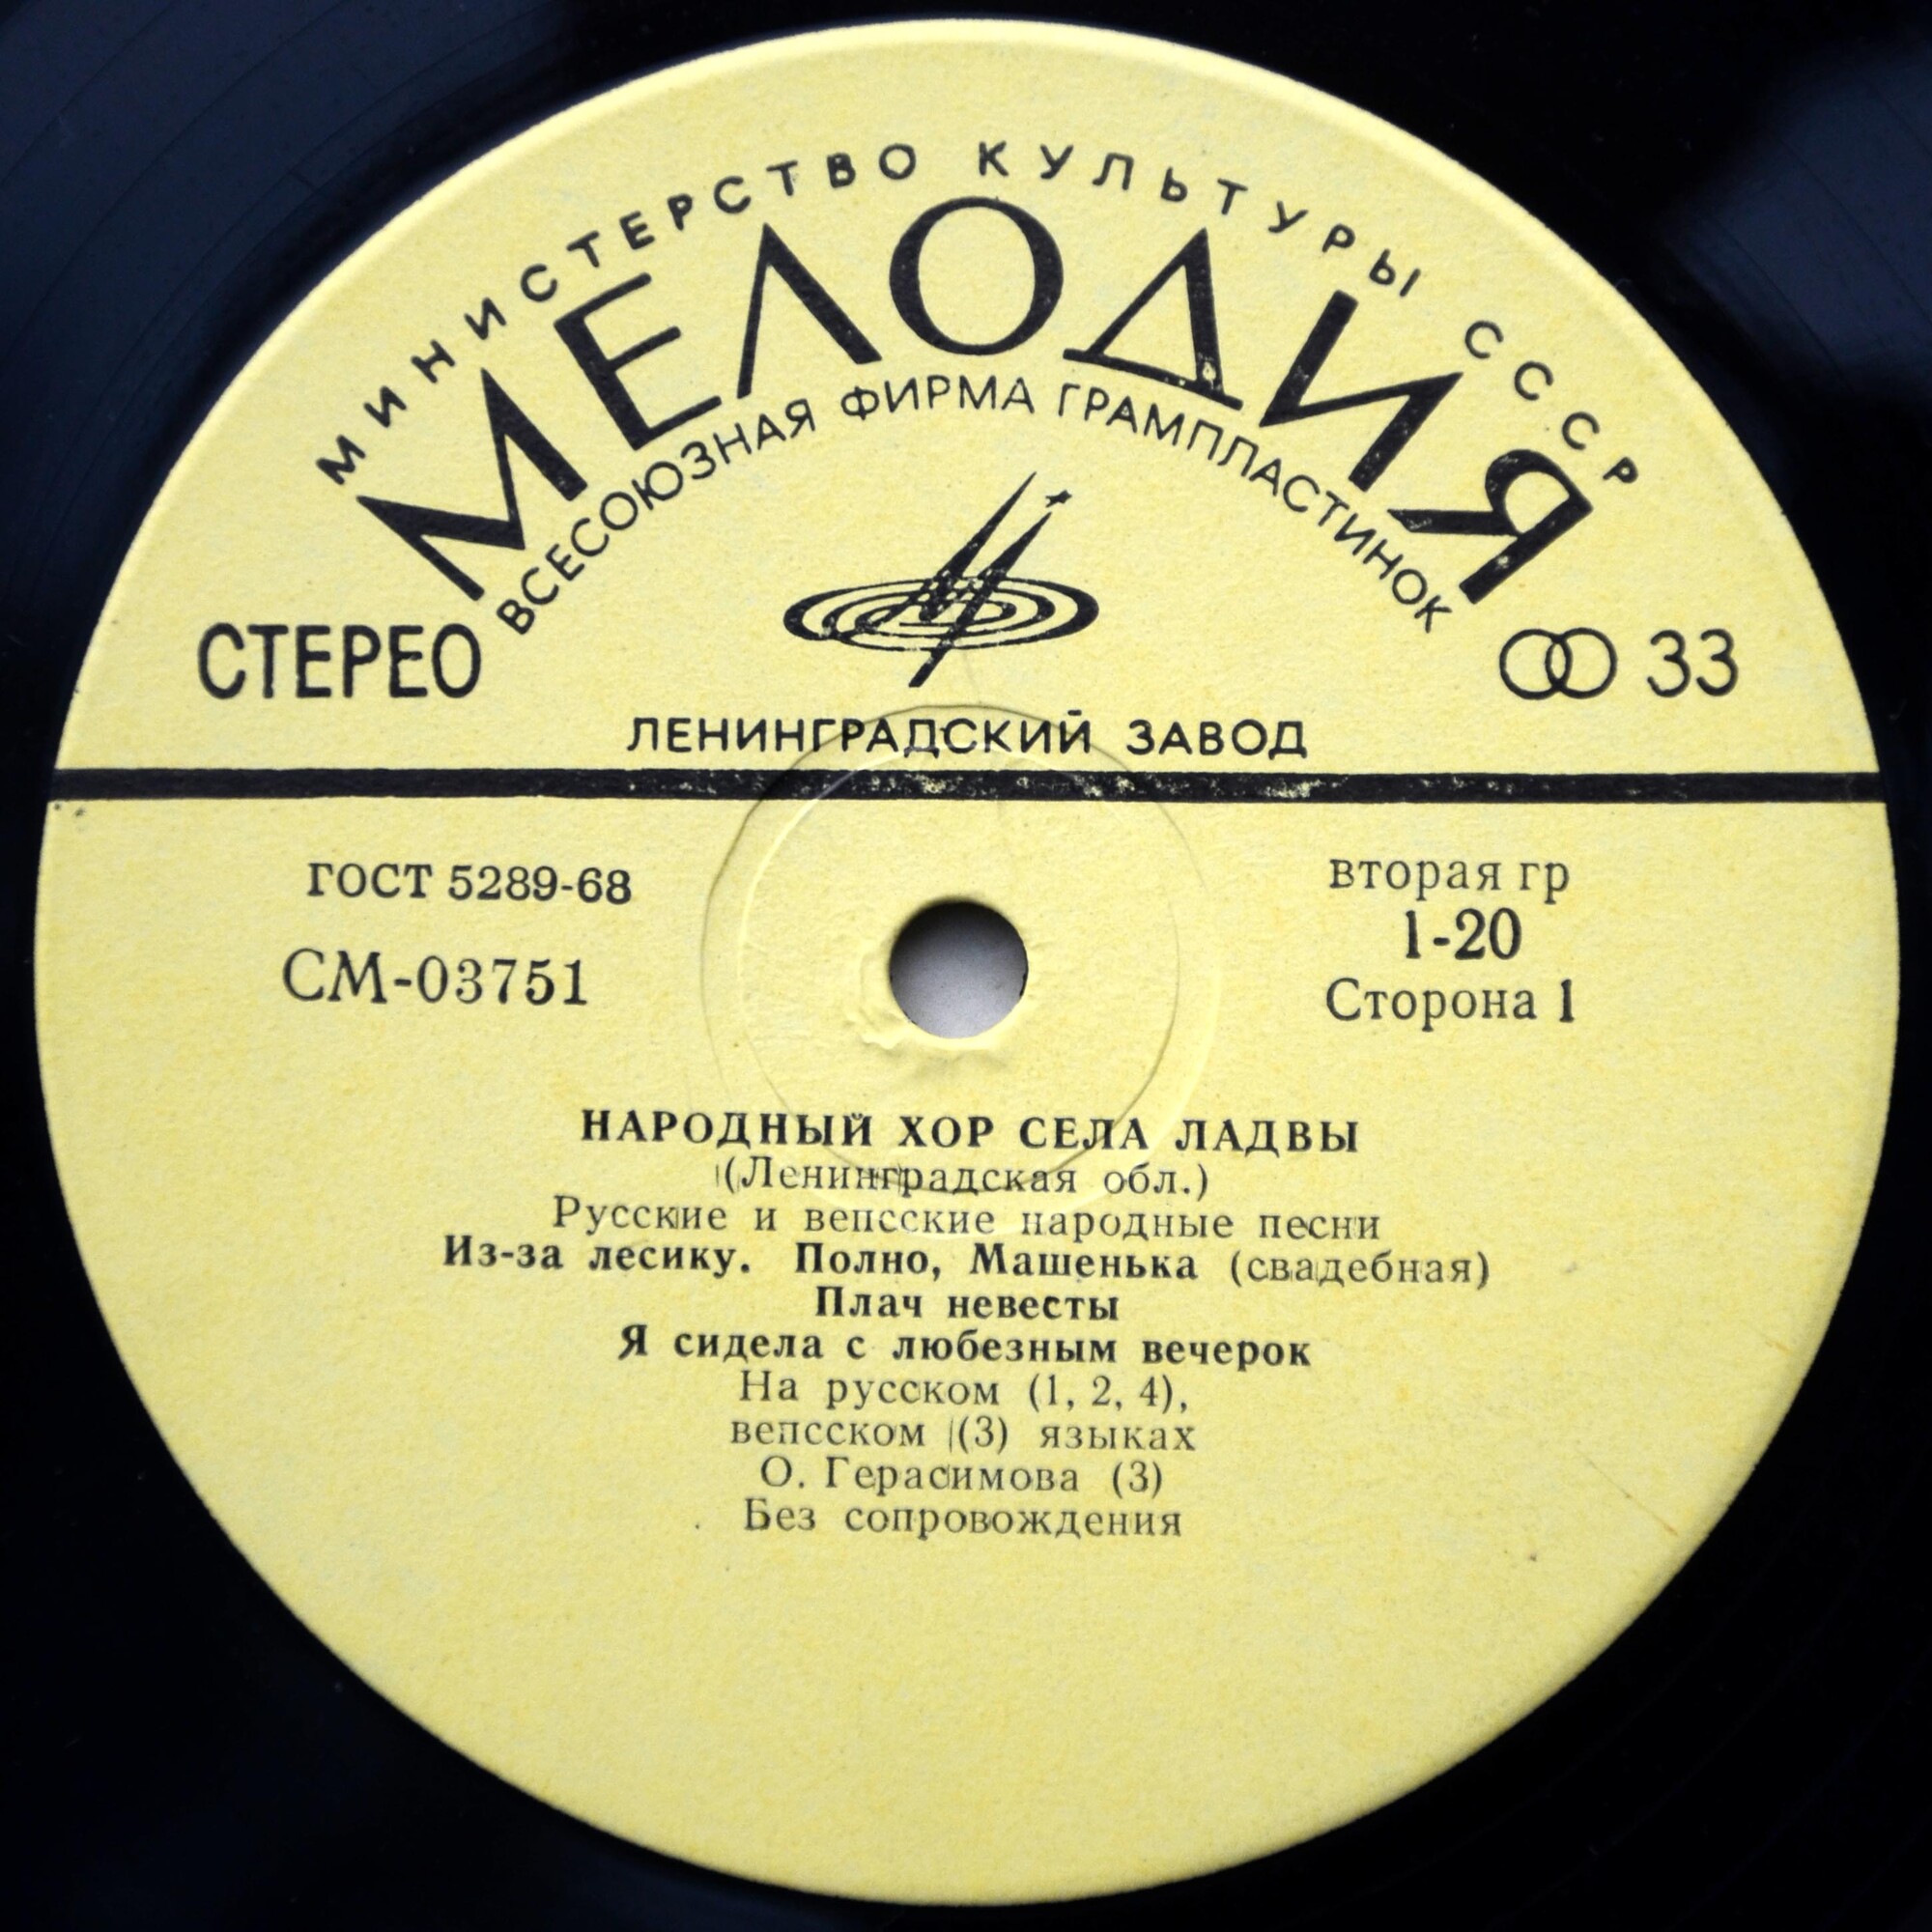 МИНИСТЕРСТВО КУЛЬТУРЫ СССР
МЕЛОДИЯ
ВСЕСОЮЗНАЯ ФИРМА ГРАМПЛАСТИНОК
СТЕРЕО
33
ЛЕНИНГРАДСКИЙ ЗАВОД
ГОСТ 5289-68
СМ-03751
вторая гр
1-20
Сторона 1
НАРОДНЫЙ ХОР СЕЛА ЛАДВЫ
(Ленинградская обл.)
Русские и вепсские народные песни
Из-за лесику. Полно, Машенька (свадебная)
Плач невесты
Я сидела с любезным вечерок
На русском (1, 2, 4),
вепсском (3) языках
О. Герасимова (3)
Без сопровождения